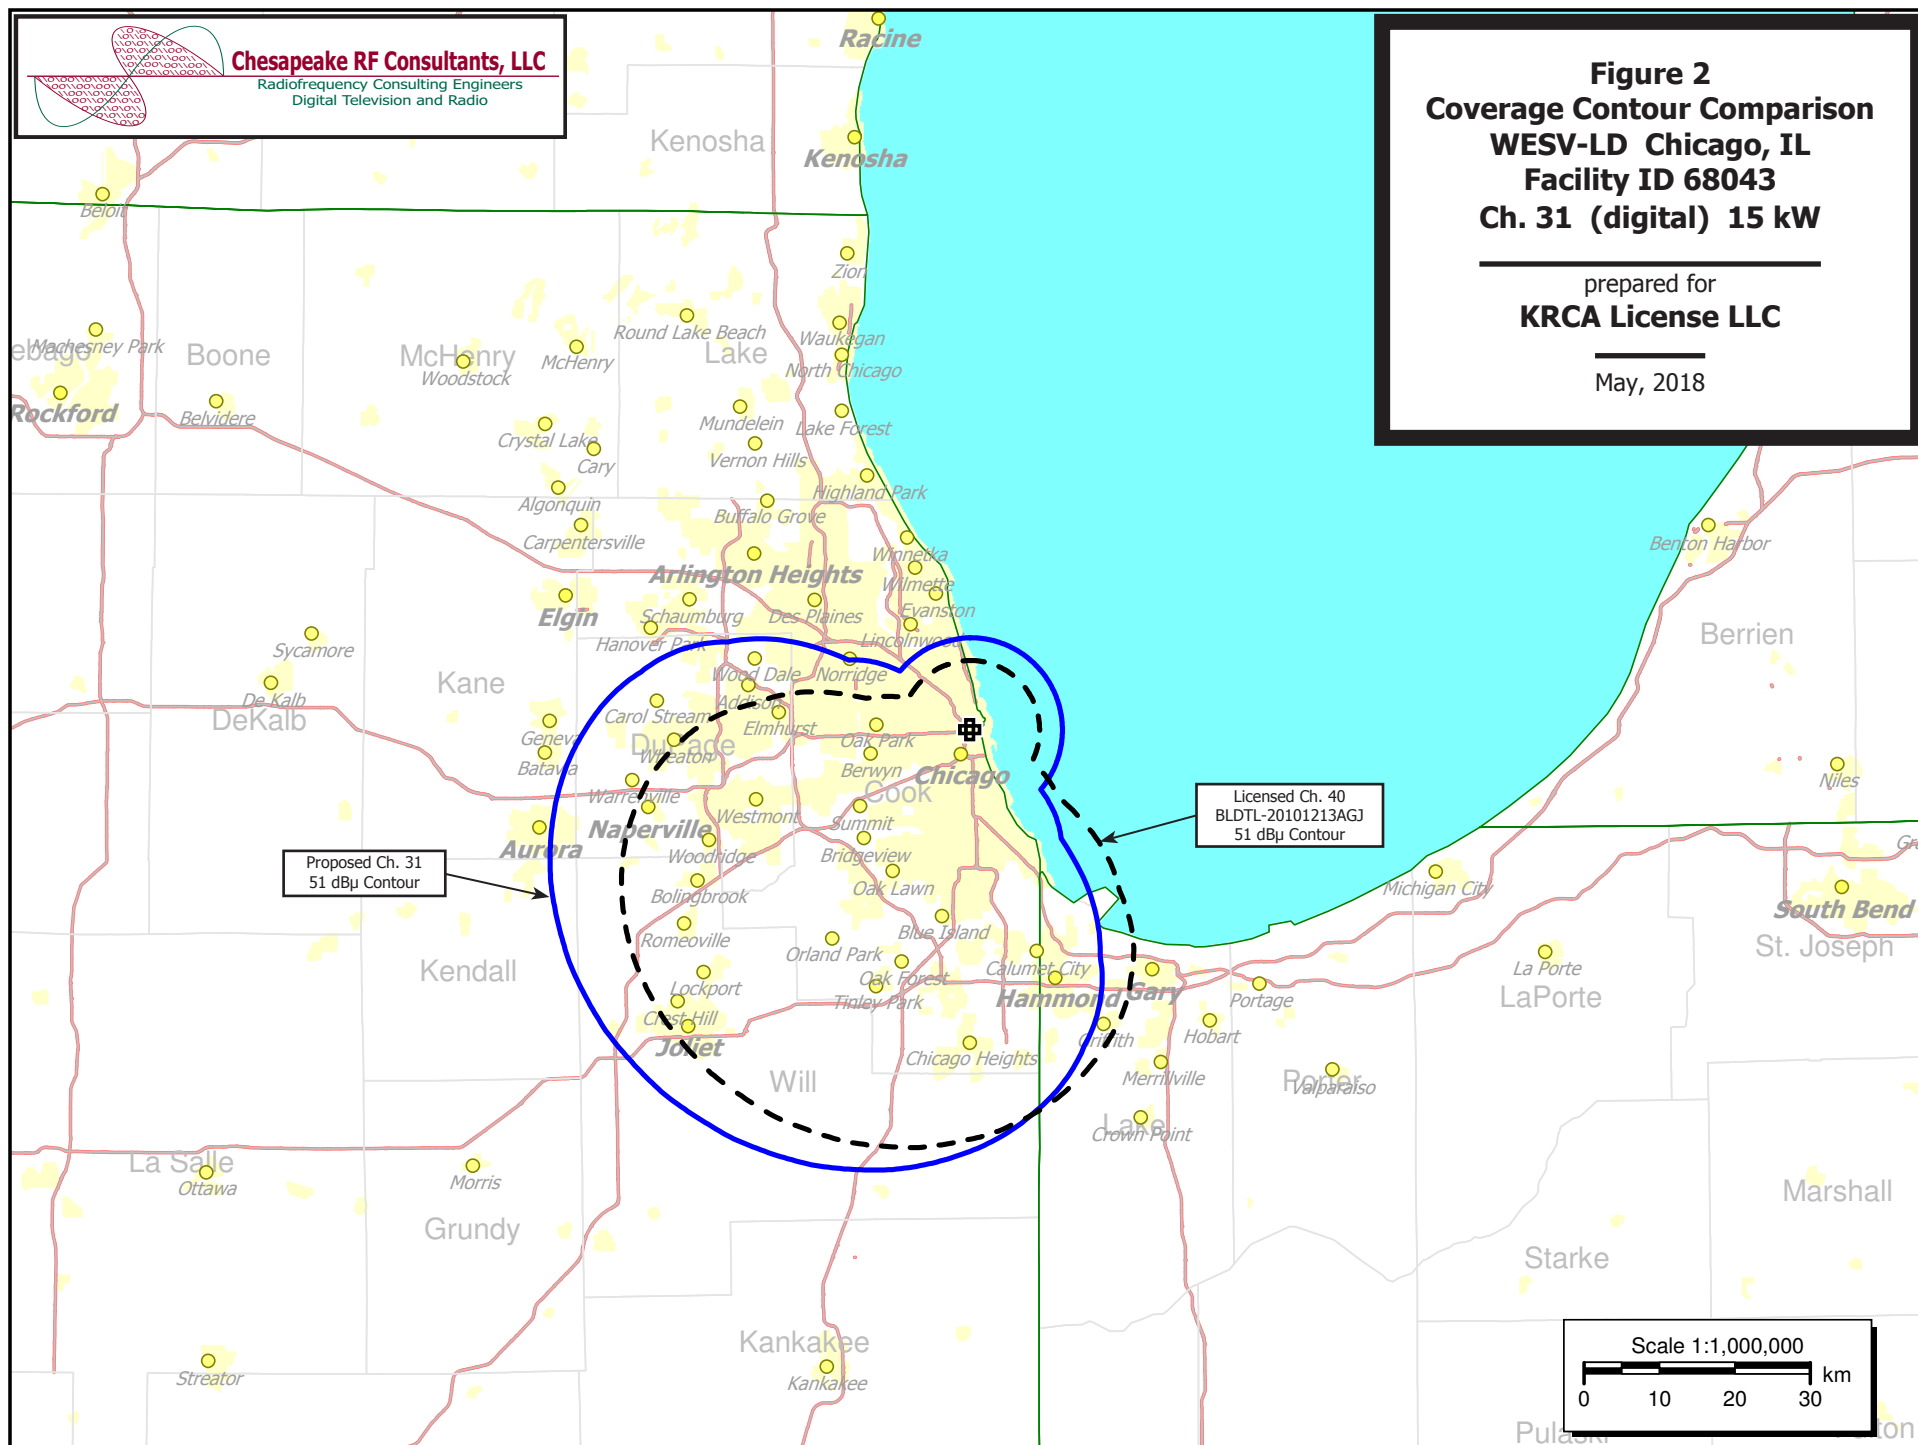 Chesapeake RF Consultants, LLC
Radiofrequency Consulting Engineers
Digital Television and Radio
Figure 2
Coverage Contour Comparison
WESV-LD Chicago, IL
Facility ID 68043
Ch. 31 (digital) 15 kW
prepared for
KRCA License LLC
May, 2018
Racine
Kenosha
Kenosha
Beloit
Zion
Round Lake Beach
Waukegan
Machesney Park
ebago
Boone
McHenry
McHenry
Lake
Woodstock
North Chicago
Rockford
Belvidere
Mundelein
Lake Forest
Crystal Lake
Cary
Vernon Hills
Highland Park
Algonquin
Buffalo Grove
Carpentersville
Winnetka
Benton Harbor
Arlington Heights
Wilmette
Elgin
Schaumburg
Des Plaines
Evanston
Hanover Park
Lincolnwood
Berrien
Sycamore
Wood Dale
Norridge
Kane
De Kalb
DeKalb
Addison
Carol Stream
Elmhurst
Geneva
DuPage
Wheaton
Oak Park
Batavia
Berwyn
Chicago
Niles
Cook
Warrenville
Westmont
Summit
Naperville
Licensed Ch. 40
BLDTL-20101213AGJ
51 dBµ Contour
Aurora
Woodridge
Bridgeview
Proposed Ch. 31
51 dBµ Contour
Oak Lawn
Michigan City
Bolingbrook
South Bend
Romeoville
Blue Island
St. Joseph
Orland Park
Kendall
Oak Forest
Calumet City
La Porte
Lockport
Tinley Park
Hammond
Gary
Portage
LaPorte
Crest Hill
Joliet
Chicago Heights
Griffith
Hobart
Merrillville
Will
Porter
Valparaiso
Lake
Crown Point
La Salle
Ottawa
Morris
Marshall
Grundy
Starke
Kankakee
Kankakee
Streator
Scale 1:1,000,000
km
0 10 20 30